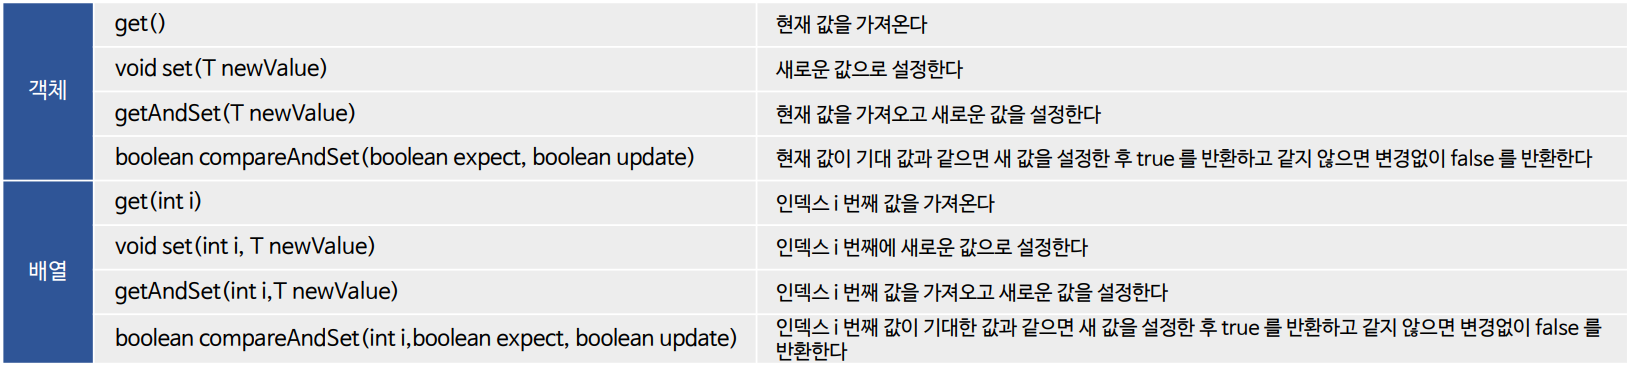 객체
get()
현재 값을 가져온다
void set(T newValue)
새로운 값으로 설정한다
getAndSet(T newValue)
현재 값을 가져오고 새로운 값을 설정한다
boolean compareAndSet(boolean expect, boolean update)
현재 값이 기대 값과 같으면 새 값을 설정한 후 true 를 반환하고 같지 않으면 변경없이 false 를 반환한다
배열
get(int i)
인덱스 i 번째 값을 가져온다
void set(int i, T newValue)
인덱스 i 번째에 새로운 값으로 설정한다
getAndSet(int i,T newValue)
인덱스 i 번째 값을 가져오고 새로운 값을 설정한다
boolean compareAndSet(int i,boolean expect, boolean update)
인덱스 i 번째 값이 기대한 값과 같으면 새 값을 설정한 후 true 를 반환하고 같지 않으면 변경없이 false 를
반환한다